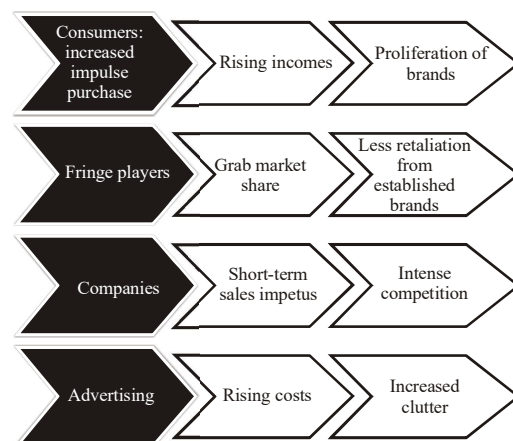 Consumers:
increased
impulse
purchase
Rising incomes
Proliferation of
brands
Fringe players
Grab market
share
Less retaliation
from
established
brands
Companies
Short-term
sales impetus
Intense
competition
Advertising
Rising costs
Increased
clutter